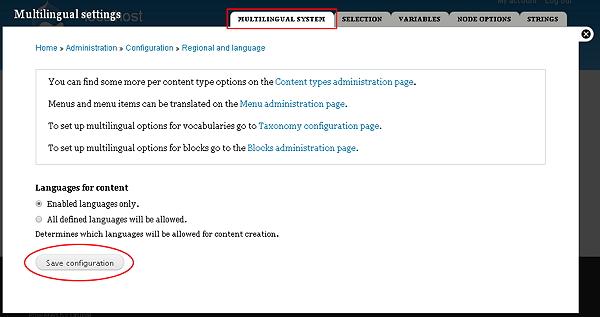 My account Log out
Multilingual settings
MULTILINGUAL SYSTEM SELECTION VARIABLES NODE OPTIONS STRINGS
Home » Administration » Configuration » Regional and language
You can find some more per content type options on the Content types administration page.
Menus and menu items can be translated on the Menu administration page.
To set up multilingual options for vocabularies go to Taxonomy configuration page.
To set up multilingual options for blocks go to the Blocks administration page.
Languages for content
Enabled languages only.
All defined languages will be allowed.
Determines which languages will be allowed for content creation.
Save configuration